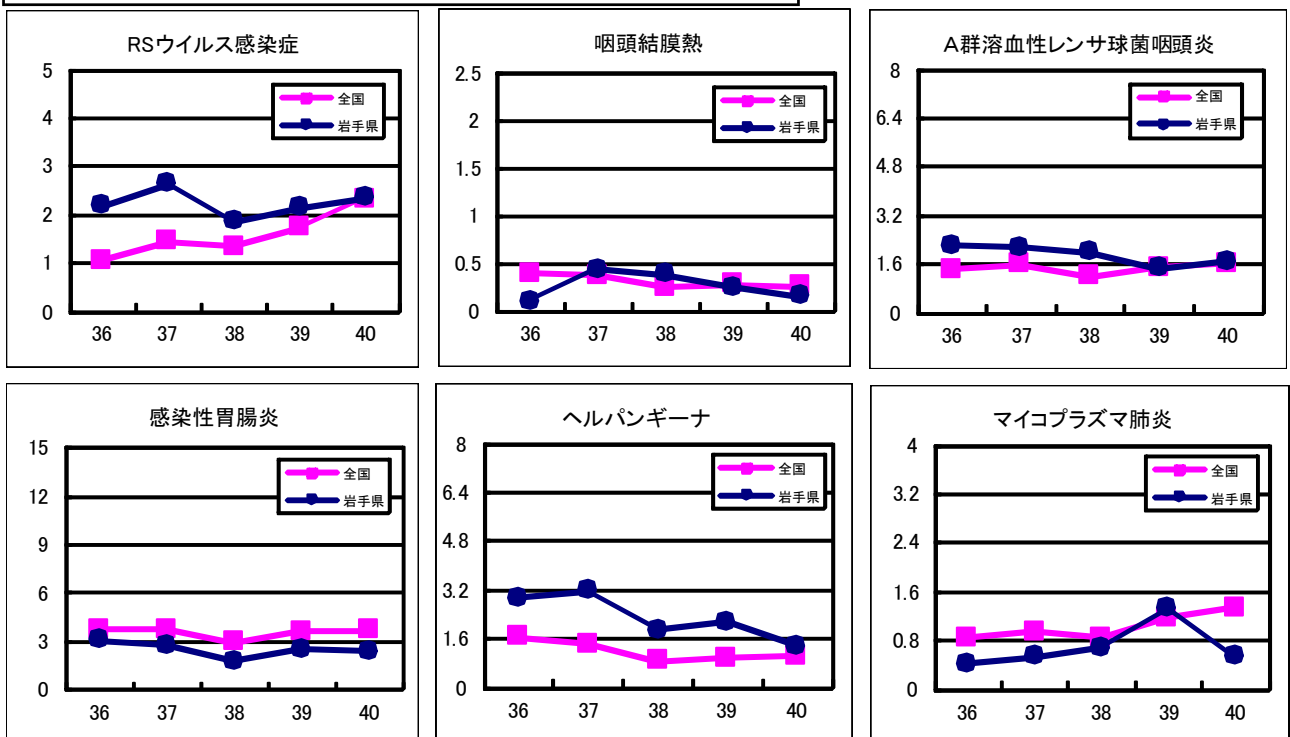 RSウイルス感染症
5
4
3
2
1
0
全国
岩手県
36 37 38 39 40
咽頭結膜熱
2.5
2
1.5
1
0.5
0
全国
岩手県
36 37 38 39 40
A群溶血性レンサ球菌咽頭炎
8
6.4
4.8
3.2
1.6
0
全国
岩手県
36 37 38 39 40
感染性胃腸炎
15
12
9
6
3
0
全国
岩手県
36 37 38 39 40
ヘルパンギーナ
8
6.4
4.8
3.2
1.6
0
全国
岩手県
36 37 38 39 40
マイコプラズマ肺炎
4
3.2
2.4
1.6
0.8
0
全国
岩手県
36 37 38 39 40